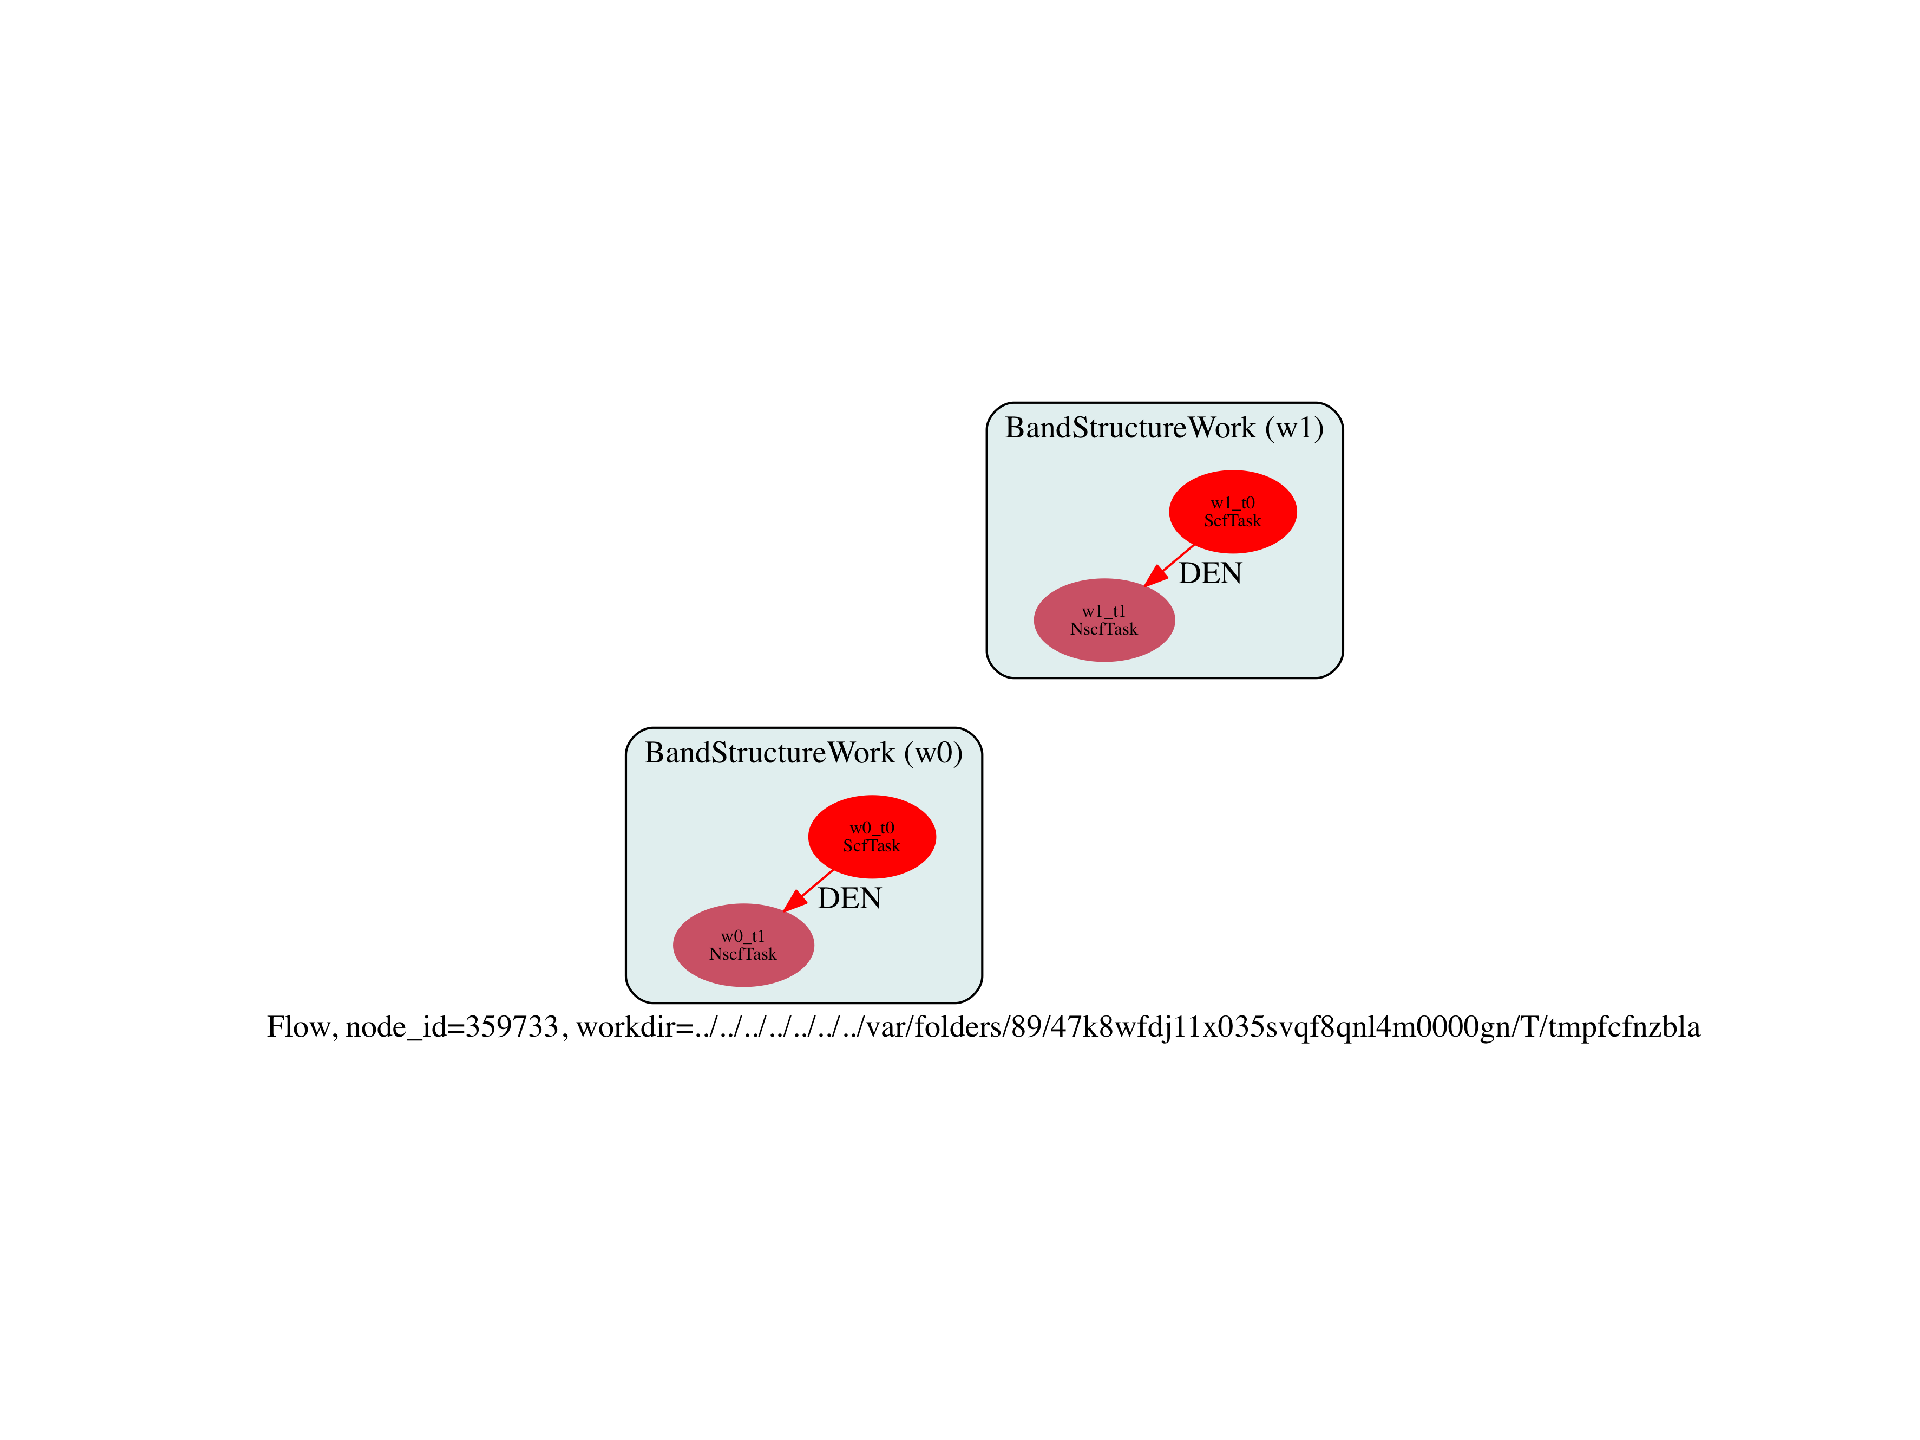 BandStructureWork (w1)
w1_t0
ScfTask
DEN
w1_t1
NscfTask
BandStructureWork (w0)
w0_t0
ScfTask
DEN
w0_t1
NscfTask
Flow, node_id=359733, workdir=../../../../../../../var/folders/89/47k8wfdj11x035svqf8qnl4m0000gn/T/tmpfcfnzbla